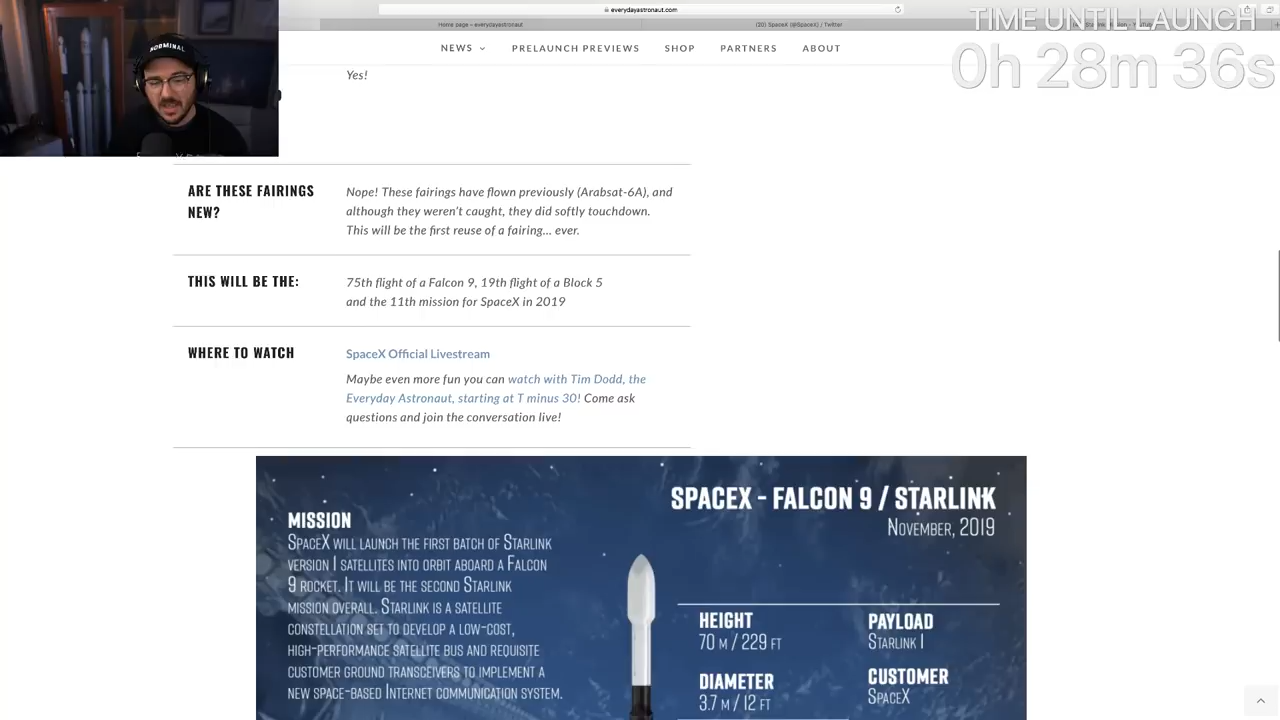 everydayastronaut.com
Home page – everydayastronaut
(20) SpaceX (@SpaceX) / Twitter
TIME UNTIL LAUNCH
0h 28m 36s
NEWS
PRELAUNCH PREVIEWS
SHOP
PARTNERS
ABOUT
NOMINAL
Yes!
ARE THESE FAIRINGS
NEW?
Nope! These fairings have flown previously (Arabsat-6A), and
although they weren't caught, they did softly touchdown.
This will be the first reuse of a fairing... ever.
THIS WILL BE THE:
75th flight of a Falcon 9, 19th flight of a Block 5
and the 11th mission for SpaceX in 2019
WHERE TO WATCH
SpaceX Official Livestream
Maybe even more fun you can watch with Tim Dodd, the
Everyday Astronaut, starting at T minus 30! Come ask
questions and join the conversation live!
SPACEX - FALCON 9 / STARLINK
NOVEMBER, 2019
MISSION
SPACEX WILL LAUNCH THE FIRST BATCH OF STARLINK
VERSION 1 SATELLITES INTO ORBIT ABOARD A FALCON
9 ROCKET. IT WILL BE THE SECOND STARLINK
MISSION OVERALL. STARLINK IS A SATELLITE
CONSTELLATION SET TO DEVELOP A LOW-COST,
HIGH-PERFORMANCE SATELLITE BUS AND REQUISITE
CUSTOMER GROUND TRANSCEIVERS TO IMPLEMENT A
NEW SPACE-BASED INTERNET COMMUNICATION SYSTEM.
HEIGHT
70 M / 229 FT
PAYLOAD
STARLINK 1
DIAMETER
3.7 M / 12 FT
CUSTOMER
SPACEX